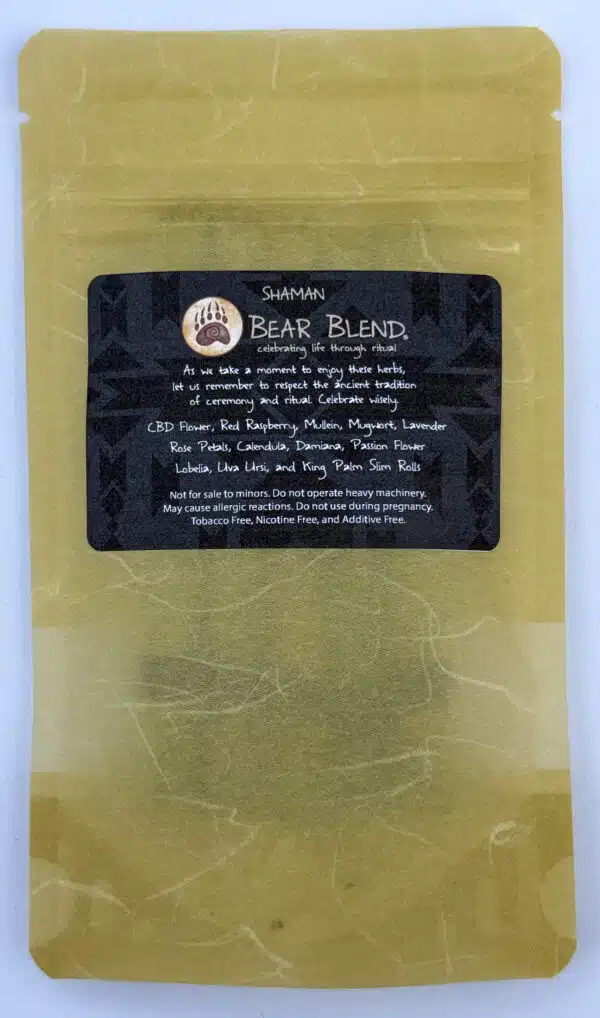 SHAMAN
BEAR BLEND®
celebrating life through ritual
As we take a moment to enjoy these herbs,
let us remember to respect the ancient tradition
of ceremony and ritual. Celebrate wisely.
CBD Flower, Red Raspberry, Mullein, Mugwort, Lavender
Rose Petals, Calendula, Damiana, Passion Flower
Lobelia, Uva Ursi, and King Palm Slim Rolls
Not for sale to minors. Do not operate heavy machinery.
May cause allergic reactions. Do not use during pregnancy.
Tobacco Free, Nicotine Free, and Additive Free.